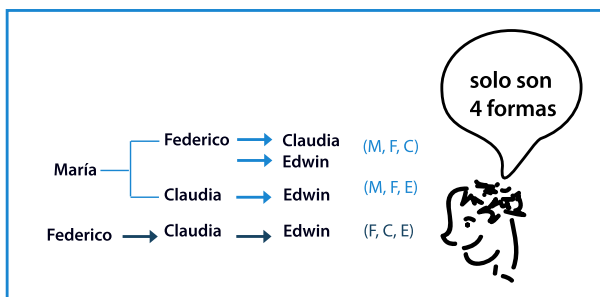 solo son
4 formas
Federico Claudia (M, F, C)
Edwin
María
Claudia Edwin (M, F, E)
Federico Claudia Edwin (F, C, E)